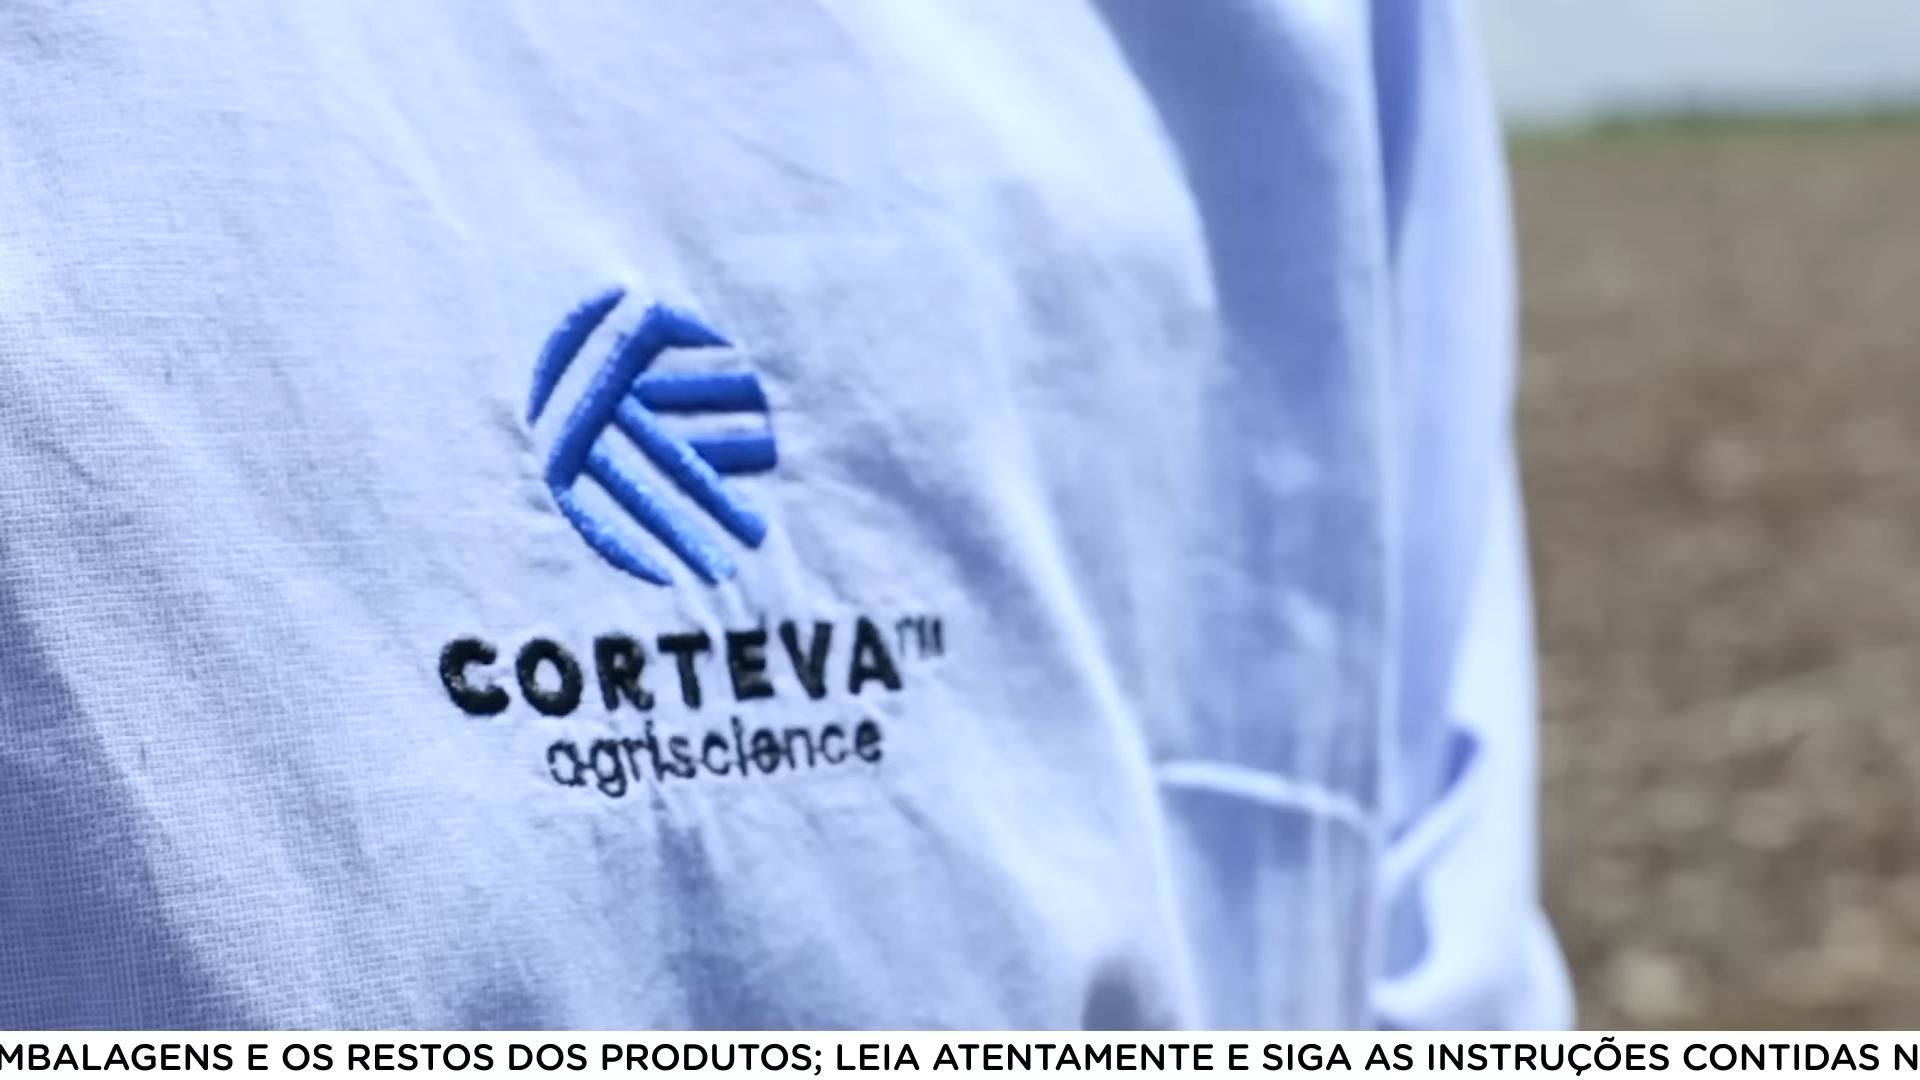 CORTEVA™
agriscience
MBALAGENS E OS RESTOS DOS PRODUTOS; LEIA ATENTAMENTE E SIGA AS INSTRUÇÕES CONTIDAS N